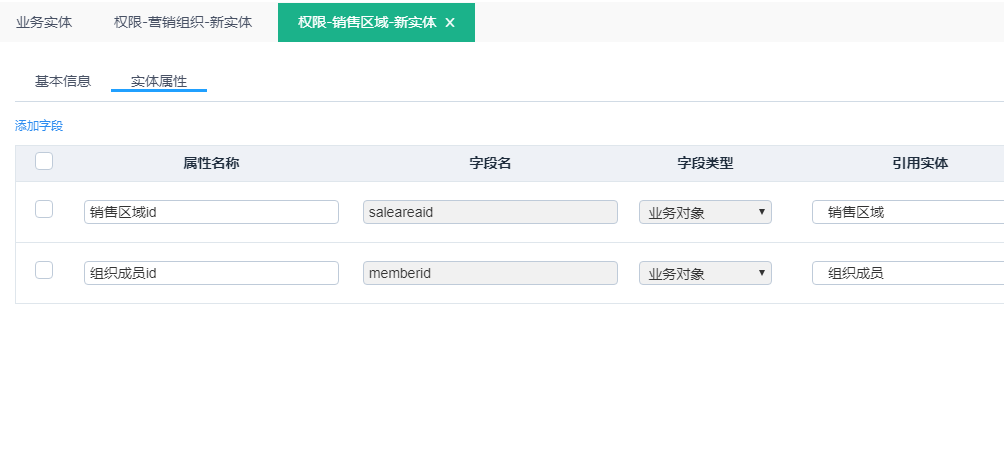 业务实体 权限-营销组织-新实体 权限-销售区域-新实体 ×
基本信息 实体属性
添加字段
属性名称 字段名 字段类型 引用实体
销售区域id saleareaid 业务对象 销售区域
组织成员id memberid 业务对象 组织成员